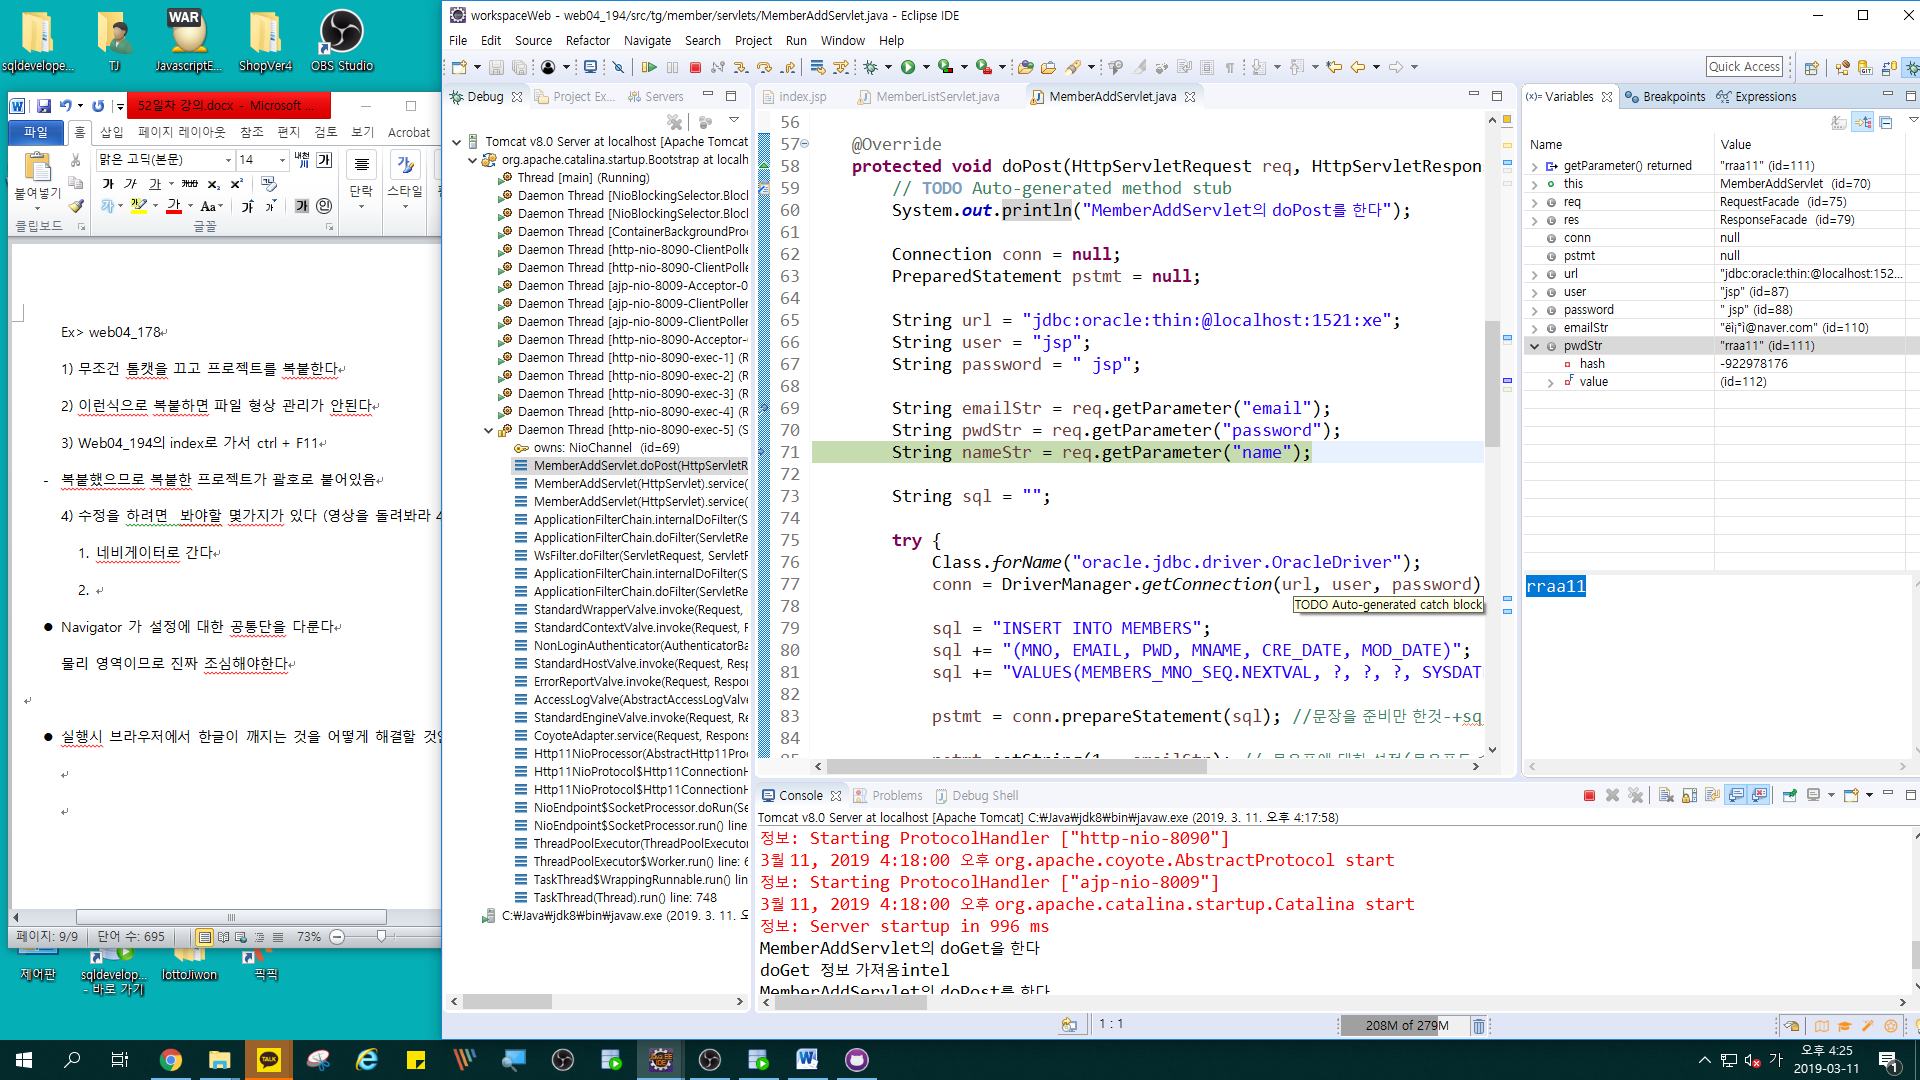 sqldevelope...
TJ
WAR
JavascriptE...
ShopVer4
OBS Studio
52일차 강의.docx - Microsoft ...
파일
홈
삽입
페이지 레이아웃
참조
편지
검토
보기
Acrobat
붙여넣기
맑은 고딕(본문)
14
단락
스타일
클립보드
글꼴
Ex> web04_178
1) 무조건 톰캣을 끄고 프로젝트를 복붙한다
2) 이런식으로 복붙하면 파일 형상 관리가 안된다
3) Web04_194의 index로 가서 ctrl + F11
- 복붙했으므로 복붙한 프로젝트가 괄호로 붙어있음
4) 수정을 하려면 봐야할 몇가지가 있다 (영상을 돌려봐라 4
1. 네비게이터로 간다
2.
● Navigator 가 설정에 대한 공통단을 다룬다
물리 영역이므로 진짜 조심해야한다
● 실행시 브라우저에서 한글이 깨지는 것을 어떻게 해결할 것인
페이지: 9/9
단어 수: 695
73%
제어판
sqldevelop... - 바로 가기
lottoJiwon
픽픽
workspaceWeb - web04_194/src/tg/member/servlets/MemberAddServlet.java - Eclipse IDE
File Edit Source Refactor Navigate Search Project Run Window Help
Quick Access
Debug
Project Ex...
Servers
Tomcat v8.0 Server at localhost [Apache Tomcat
org.apache.catalina.startup.Bootstrap at localh
Thread [main] (Running)
Daemon Thread [NioBlockingSelector.Block
Daemon Thread [NioBlockingSelector.Block
Daemon Thread [ContainerBackgroundProc
Daemon Thread [http-nio-8090-ClientPoller
Daemon Thread [http-nio-8090-ClientPoller
Daemon Thread [ajp-nio-8009-Acceptor-0
Daemon Thread [ajp-nio-8009-ClientPoller
Daemon Thread [ajp-nio-8009-ClientPoller
Daemon Thread [http-nio-8090-Acceptor-
Daemon Thread [http-nio-8090-exec-1] (R
Daemon Thread [http-nio-8090-exec-2] (R
Daemon Thread [http-nio-8090-exec-3] (R
Daemon Thread [http-nio-8090-exec-4] (R
Daemon Thread [http-nio-8090-exec-5] (S
owns: NioChannel (id=69)
MemberAddServlet.doPost(HttpServletR
MemberAddServlet(HttpServlet).service(
MemberAddServlet(HttpServlet).service(
ApplicationFilterChain.internalDoFilter(S
ApplicationFilterChain.doFilter(ServletRe
WsFilter.doFilter(ServletRequest, ServletF
ApplicationFilterChain.internalDoFilter(S
ApplicationFilterChain.doFilter(ServletRe
StandardWrapperValve.invoke(Request,
StandardContextValve.invoke(Request, R
NonLoginAuthenticator(AuthenticatorBa
StandardHostValve.invoke(Request, Resp
ErrorReportValve.invoke(Request, Respon
AccessLogValve(AbstractAccessLogValve
StandardEngineValve.invoke(Request, Re
CoyoteAdapter.service(Request, Respons
Http11NioProcessor(AbstractHttp11Proc
Http11NioProtocol$Http11ConnectionH
Http11NioProtocol$Http11ConnectionH
NioEndpoint$SocketProcessor.doRun(Se
NioEndpoint$SocketProcessor.run() line
ThreadPoolExecutor(ThreadPoolExecutor
ThreadPoolExecutor$Worker.run() line: 6
TaskThread$WrappingRunnable.run() lin
TaskThread(Thread).run() line: 748
C:￦Java￦jdk8￦bin￦javaw.exe (2019. 3. 11. 오
index.jsp
MemberListServlet.java
MemberAddServlet.java
56
57 @Override
58 protected void doPost(HttpServletRequest req, HttpServletRespon
59 // TODO Auto-generated method stub
60 System.out.println("MemberAddServlet의 doPost를 한다");
61
62 Connection conn = null;
63 PreparedStatement pstmt = null;
64
65 String url = "jdbc:oracle:thin:@localhost:1521:xe";
66 String user = "jsp";
67 String password = " jsp";
68
69 String emailStr = req.getParameter("email");
70 String pwdStr = req.getParameter("password");
71 String nameStr = req.getParameter("name");
72
73 String sql = "";
74
75 try {
76 Class.forName("oracle.jdbc.driver.OracleDriver");
77 conn = DriverManager.getConnection(url, user, password)
TODO Auto-generated catch block
78
79 sql = "INSERT INTO MEMBERS";
80 sql += "(MNO, EMAIL, PWD, MNAME, CRE_DATE, MOD_DATE)";
81 sql += "VALUES(MEMBERS_MNO_SEQ.NEXTVAL, ?, ?, ?, SYSDAT
82
83 pstmt = conn.prepareStatement(sql); //문장을 준비만 한것-+sq
84
Variables
Breakpoints
Expressions
Name Value
getParameter() returned "rraa11" (id=111)
this MemberAddServlet (id=70)
req RequestFacade (id=75)
res ResponseFacade (id=79)
conn null
pstmt null
url "jdbc:oracle:thin:@localhost:152...
user "jsp" (id=87)
password " jsp" (id=88)
emailStr
pwdStr "rraa11" (id=111)
hash -922978176
value (id=112)
rraa11
Console
Problems
Debug Shell
Tomcat v8.0 Server at localhost [Apache Tomcat] C:￦Java￦jdk8￦bin￦javaw.exe (2019. 3. 11. 오후 4:17:58)
정보: Starting ProtocolHandler ["http-nio-8090"]
3월 11, 2019 4:18:00 오후 org.apache.coyote.AbstractProtocol start
정보: Starting ProtocolHandler ["ajp-nio-8009"]
3월 11, 2019 4:18:00 오후 org.apache.catalina.startup.Catalina start
정보: Server startup in 996 ms
MemberAddServlet의 doGet을 한다
doGet 정보 가져옴intel
MemberAddServlet의 doPost를 한다
1 : 1
208M of 279M
TALK
가
오후 4:25
2019-03-11
1